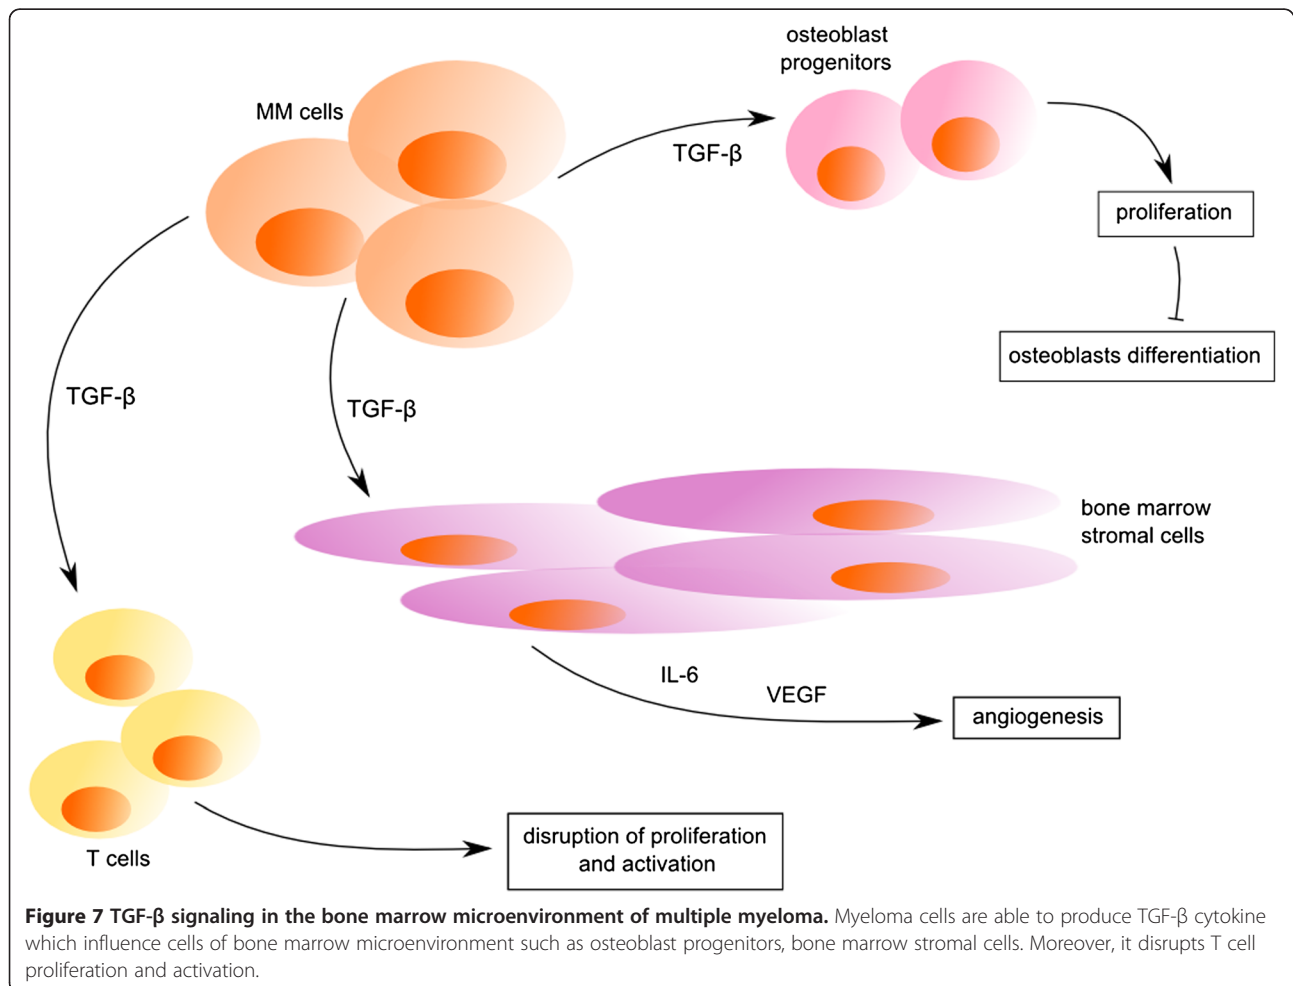 osteoblast
progenitors
MM cells
TGF-β
proliferation
osteoblasts differentiation
TGF-β
TGF-β
bone marrow
stromal cells
IL-6
VEGF
angiogenesis
disruption of proliferation
and activation
T cells
Figure 7 TGF-β signaling in the bone marrow microenvironment of multiple myeloma. Myeloma cells are able to produce TGF-β cytokine
which influence cells of bone marrow microenvironment such as osteoblast progenitors, bone marrow stromal cells. Moreover, it disrupts T cell
proliferation and activation.